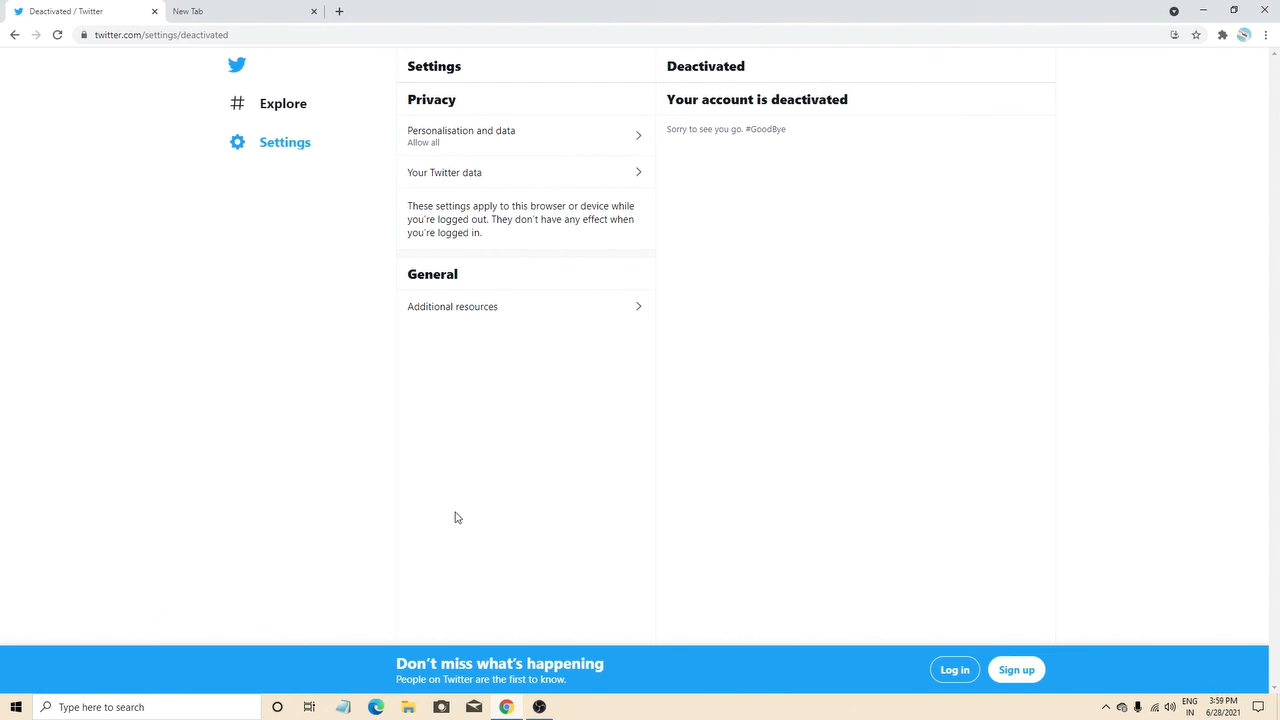 Deactivated / Twitter
New Tab
twitter.com/settings/deactivated
Explore
Settings
Settings
Privacy
Personalisation and data
Allow all
Your Twitter data
These settings apply to this browser or device while
you're logged out. They don't have any effect when
you're logged in.
General
Additional resources
Deactivated
Your account is deactivated
Sorry to see you go. #GoodBye
Don't miss what's happening
People on Twitter are the first to know.
Log in
Sign up
Type here to search
ENG
IN
3:59 PM
6/28/2021